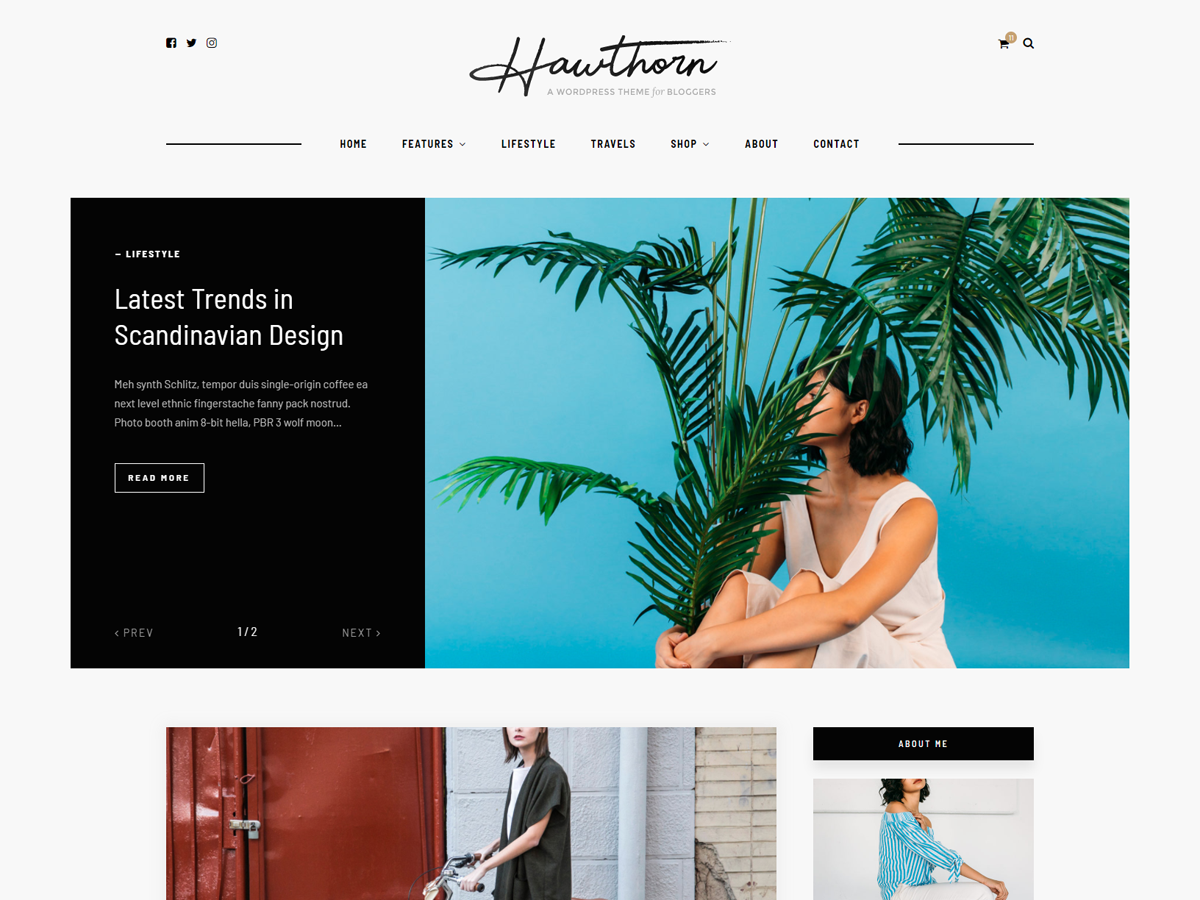 11
Hawthorn
A WORDPRESS THEME for BLOGGERS
HOME FEATURES LIFESTYLE TRAVELS SHOP ABOUT CONTACT
– LIFESTYLE
Latest Trends in
Scandinavian Design
Meh synth Schlitz, tempor duis single-origin coffee ea
next level ethnic fingerstache fanny pack nostrud.
Photo booth anim 8-bit hella, PBR 3 wolf moon...
READ MORE
‹ PREV 1 / 2 NEXT ›
ABOUT ME